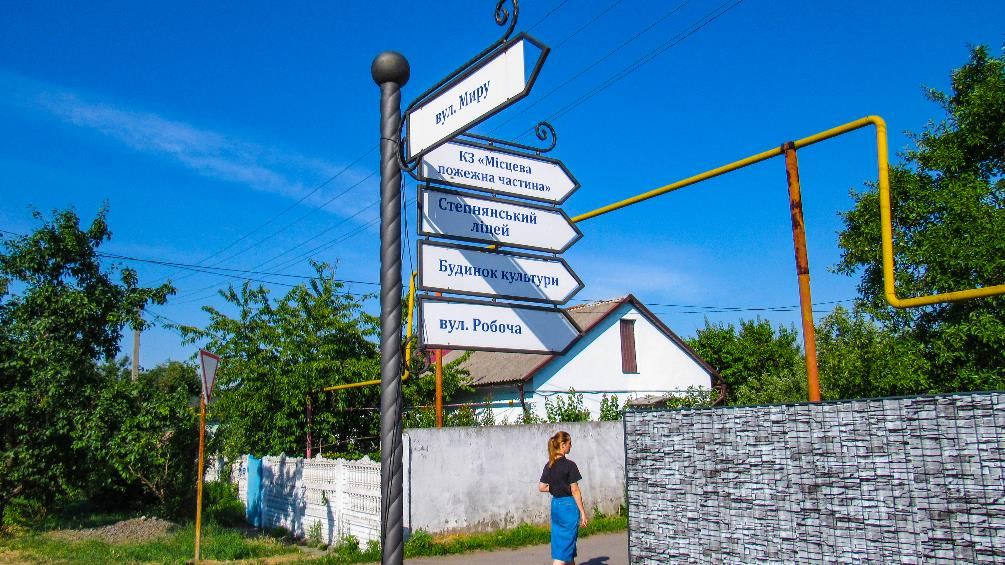 вул. Миру
КЗ «Місцева
пожежна частина»
Степнянський
ліцей
Будинок культури
вул. Робоча